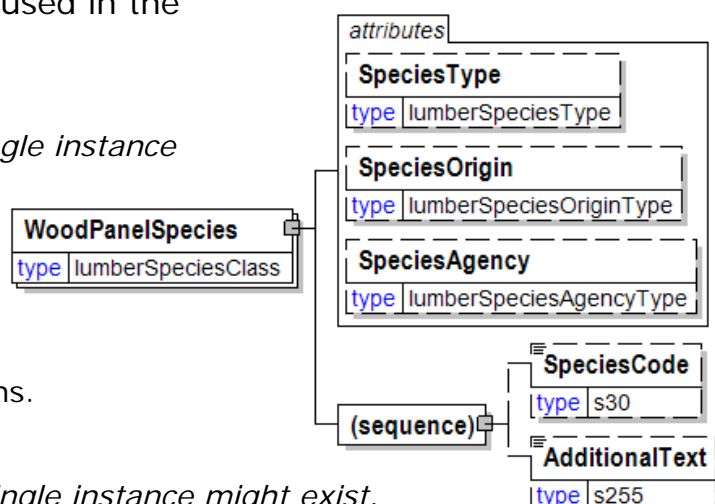 used in the
gle instance
ns.
ingle instance might exist.
WoodPanelSpecies
type lumberSpeciesClass
attributes
SpeciesType
type lumberSpeciesType
SpeciesOrigin
type lumberSpeciesOriginType
SpeciesAgency
type lumberSpeciesAgencyType
(sequence)
SpeciesCode
type s30
AdditionalText
type s255